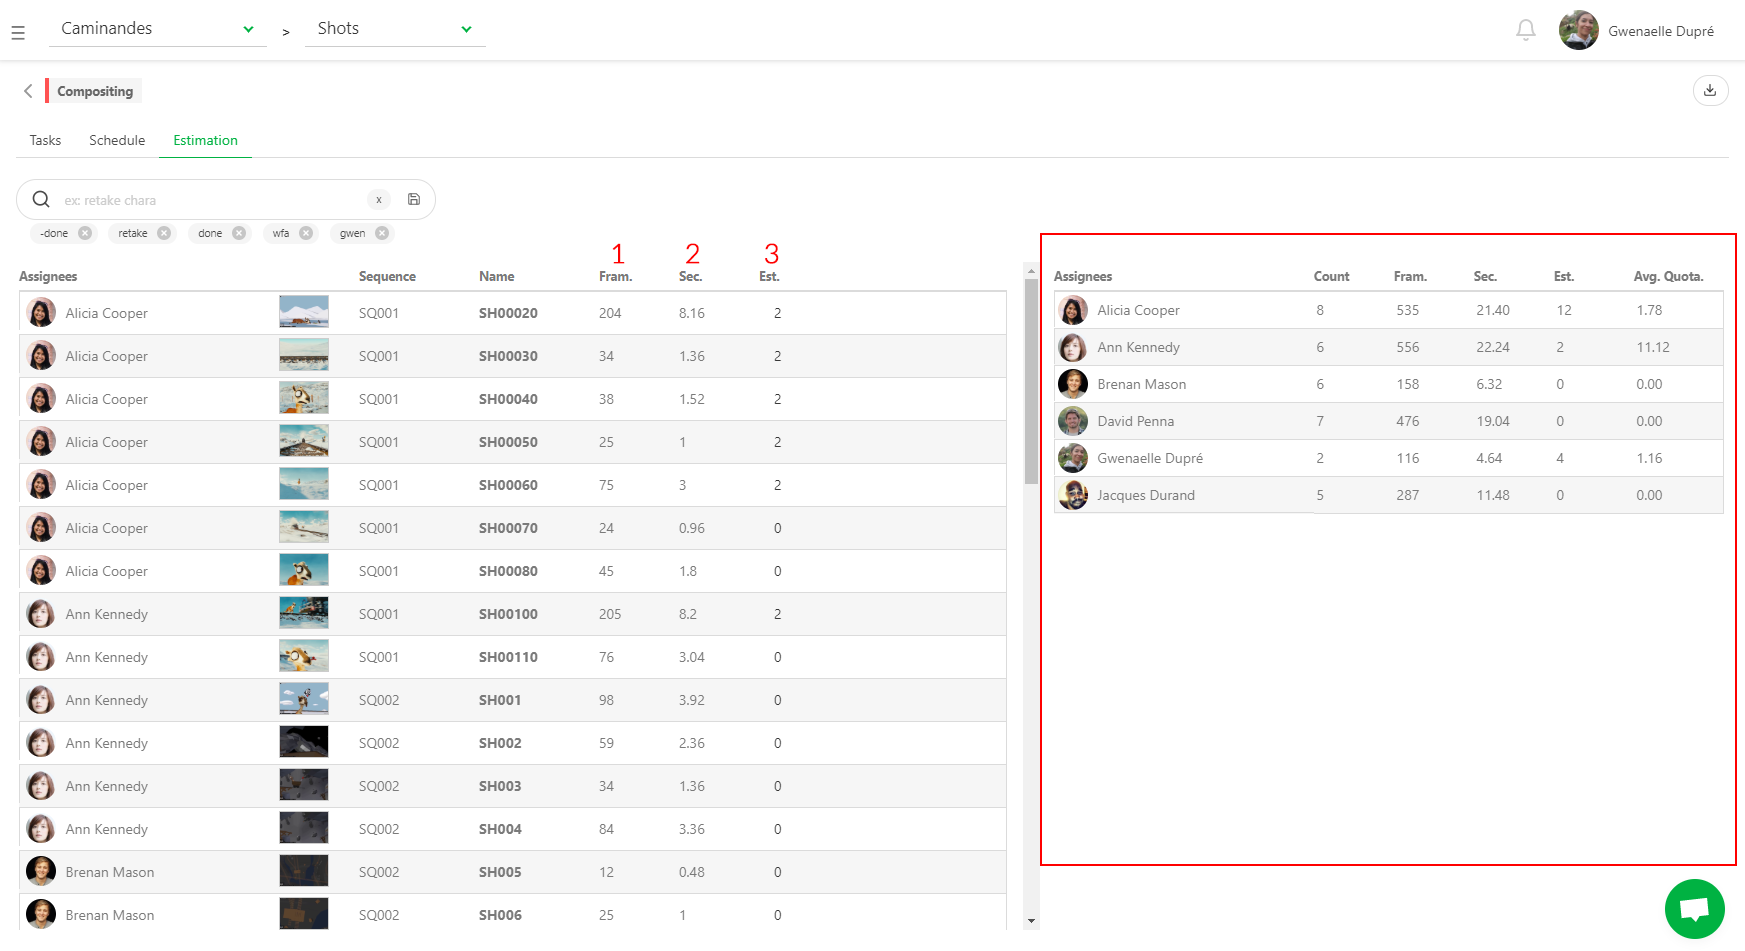 Caminandes > Shots Gwenaelle Dupré
Compositing
Tasks Schedule Estimation
ex: retake chara x
-done retake done wfa gwen
1 2 3
Assignees Sequence Name Fram. Sec. Est.
Alicia Cooper SQ001 SH00020 204 8.16 2
Alicia Cooper SQ001 SH00030 34 1.36 2
Alicia Cooper SQ001 SH00040 38 1.52 2
Alicia Cooper SQ001 SH00050 25 1 2
Alicia Cooper SQ001 SH00060 75 3 2
Alicia Cooper SQ001 SH00070 24 0.96 0
Alicia Cooper SQ001 SH00080 45 1.8 0
Ann Kennedy SQ001 SH00100 205 8.2 2
Ann Kennedy SQ001 SH00110 76 3.04 0
Ann Kennedy SQ002 SH001 98 3.92 0
Ann Kennedy SQ002 SH002 59 2.36 0
Ann Kennedy SQ002 SH003 34 1.36 0
Ann Kennedy SQ002 SH004 84 3.36 0
Brenan Mason SQ002 SH005 12 0.48 0
Brenan Mason SQ002 SH006 25 1 0
Assignees Count Fram. Sec. Est. Avg. Quota.
Alicia Cooper 8 535 21.40 12 1.78
Ann Kennedy 6 556 22.24 2 11.12
Brenan Mason 6 158 6.32 0 0.00
David Penna 7 476 19.04 0 0.00
Gwenaelle Dupré 2 116 4.64 4 1.16
Jacques Durand 5 287 11.48 0 0.00